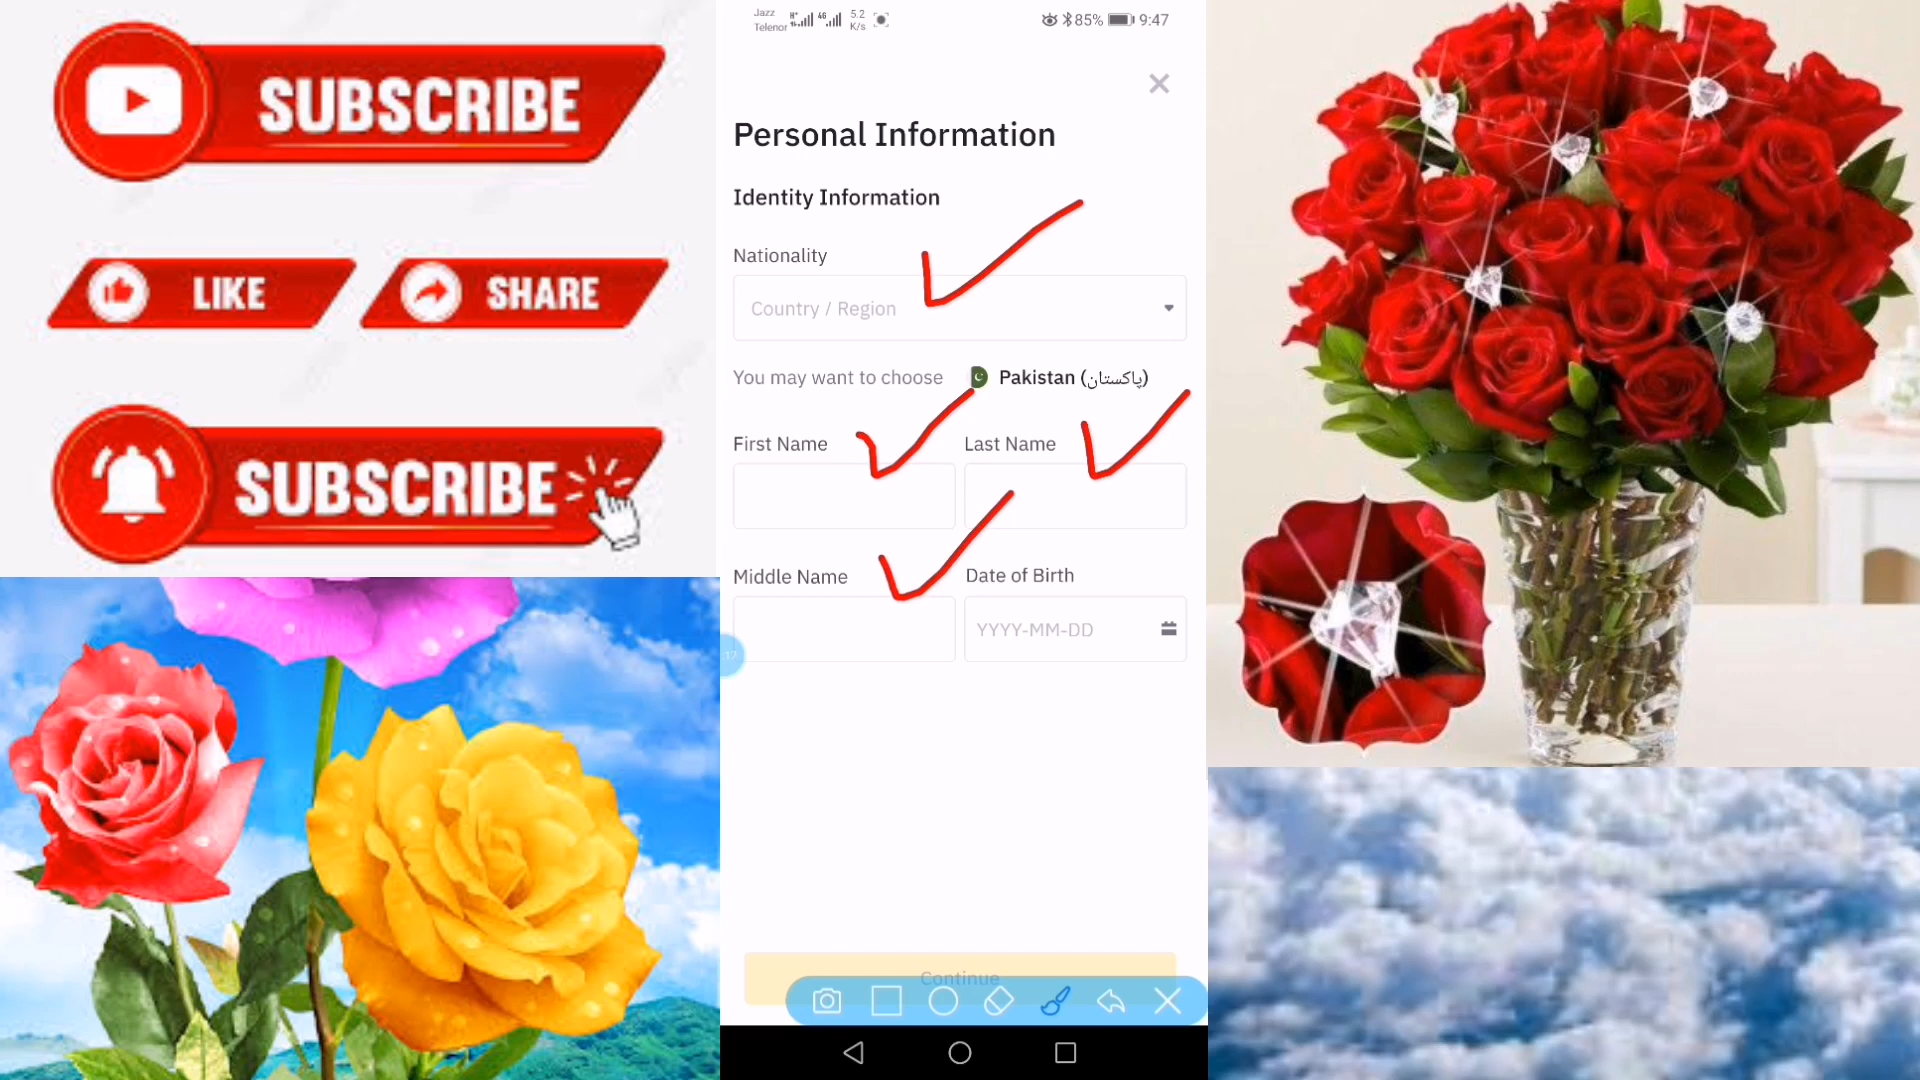 SUBSCRIBE
LIKE
SHARE
SUBSCRIBE
Jazz
Telenor
4G
5.2
K/s
85%
9:47
Personal Information
Identity Information
Nationality
Country / Region
You may want to choose Pakistan (پاکستان)
First Name
Last Name
Middle Name
Date of Birth
YYYY-MM-DD
17
Continue